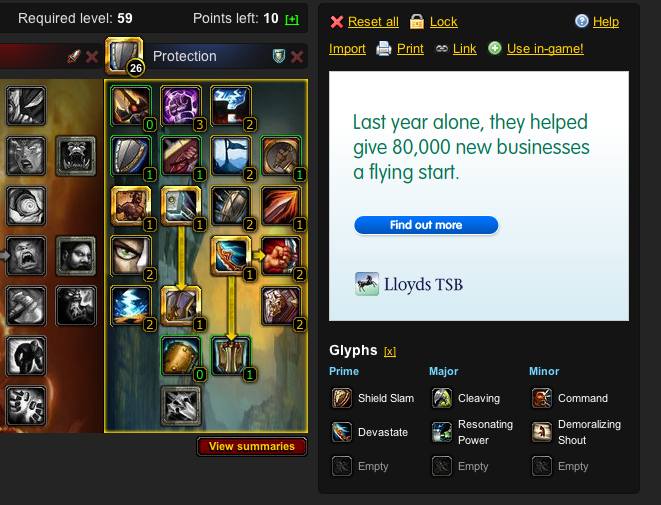 Required level: 59
Points left: 10 [+]
26
Protection
0
3
2
1
1
2
1
1
1
2
1
2
1
2
2
1
2
0
1
View summaries
Reset all
Lock
Help
Import
Print
Link
Use in-game!
Last year alone, they helped
give 80,000 new businesses
a flying start.
Find out more
Lloyds TSB
Glyphs [x]
Prime
Major
Minor
Shield Slam
Cleaving
Command
Devastate
Resonating
Power
Demoralizing
Shout
Empty
Empty
Empty